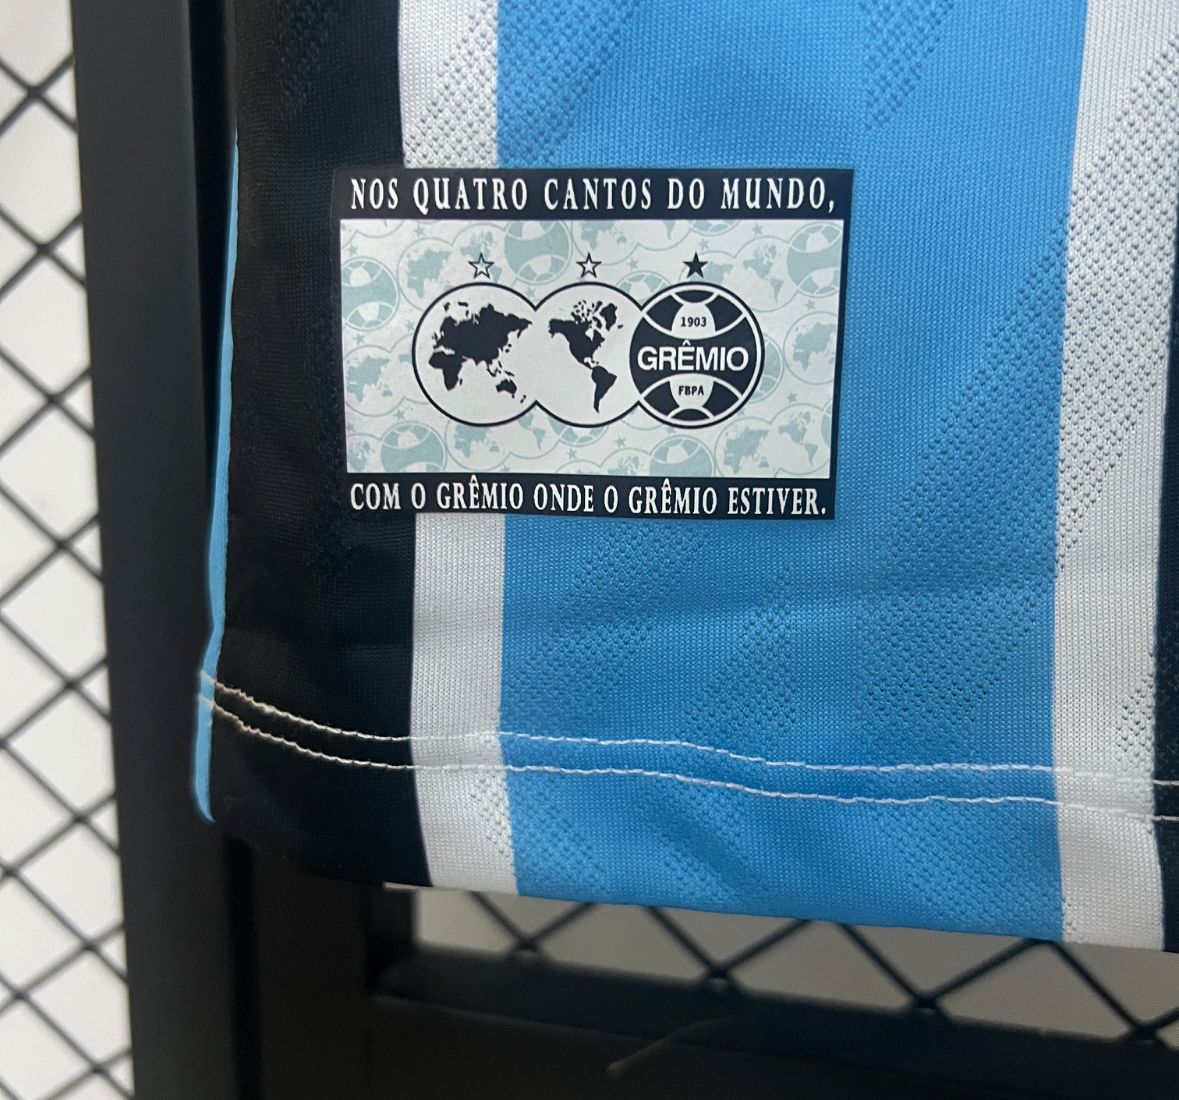 NOS QUATRO CANTOS DO MUNDO,
1903
GRÊMIO
FBPA
COM O GRÊMIO ONDE O GRÊMIO ESTIVER.